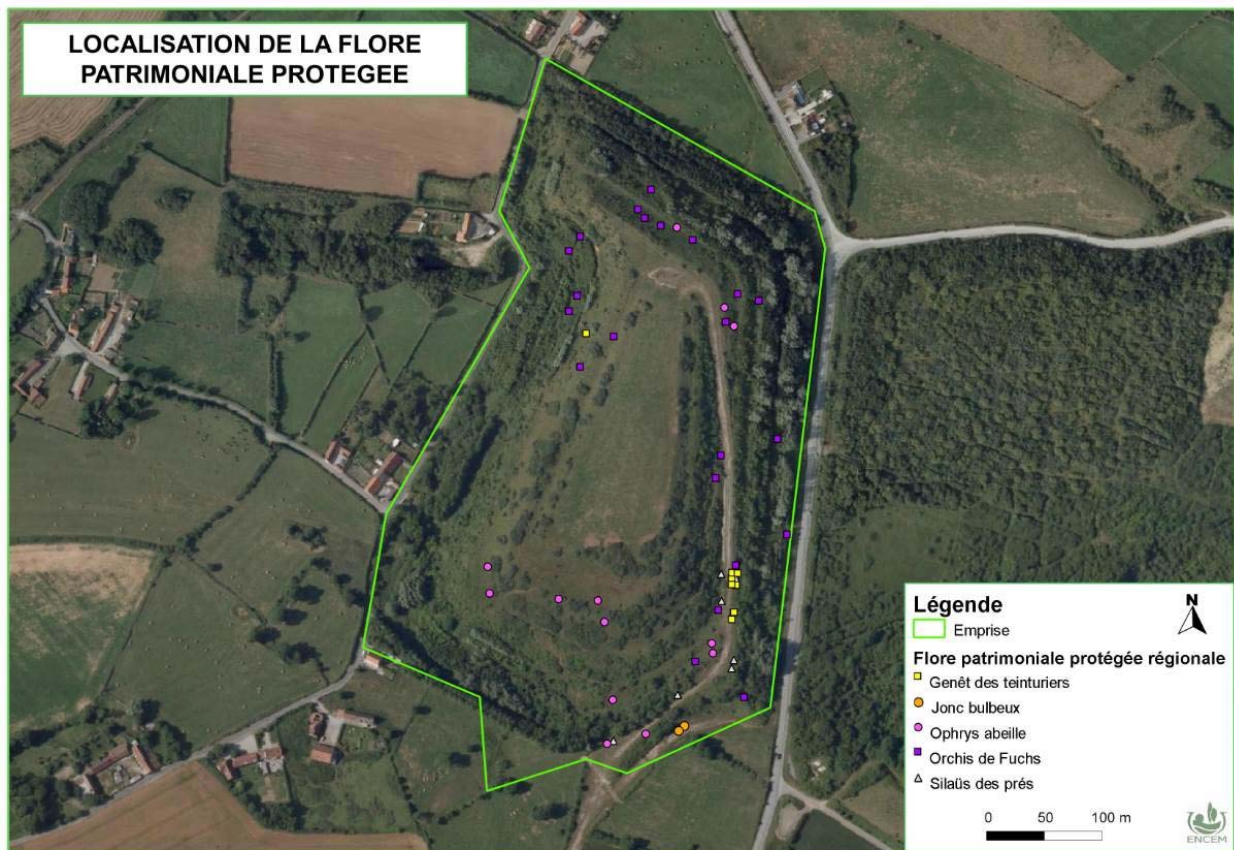 LOCALISATION DE LA FLORE
PATRIMONIALE PROTEGEE
Légende
N
Emprise
Flore patrimoniale protégée régionale
Genêt des teinturiers
Jonc bulbeux
Ophrys abeille
Orchis de Fuchs
Silaüs des prés
0 50 100 m
ENCEM